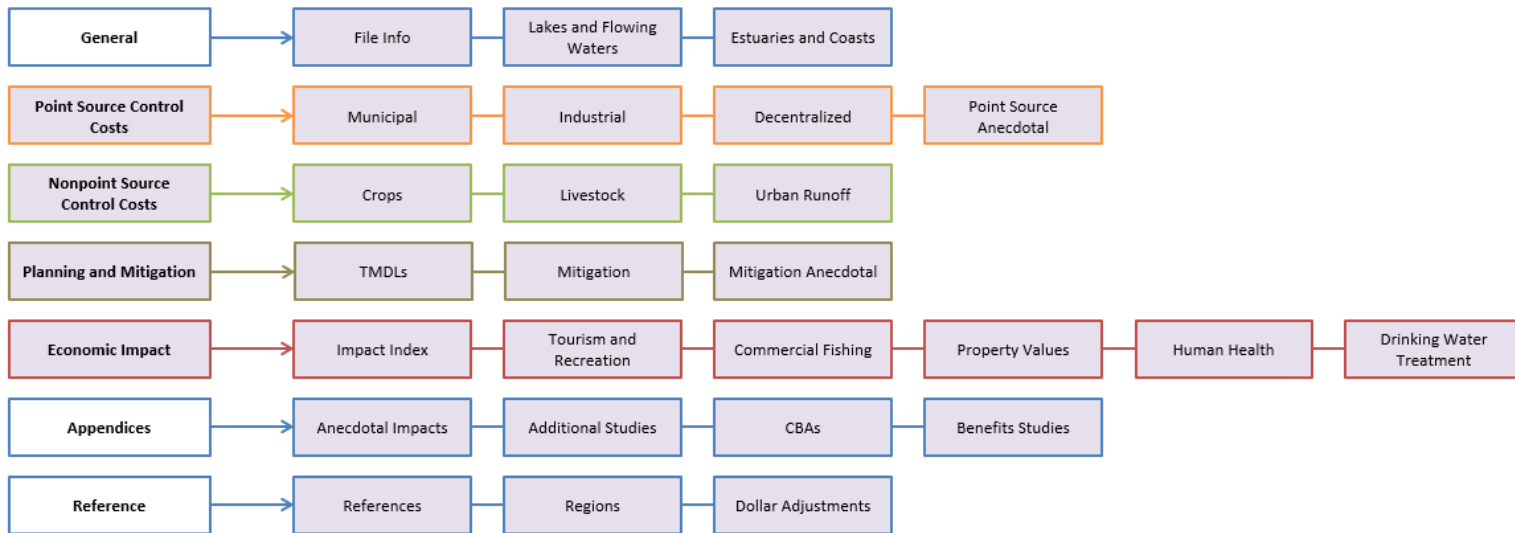 General
File Info
Lakes and Flowing
Waters
Estuaries and Coasts
Point Source Control
Costs
Municipal
Industrial
Decentralized
Point Source
Anecdotal
Nonpoint Source
Control Costs
Crops
Livestock
Urban Runoff
Planning and Mitigation
TMDLs
Mitigation
Mitigation Anecdotal
Economic Impact
Impact Index
Tourism and
Recreation
Commercial Fishing
Property Values
Human Health
Drinking Water
Treatment
Appendices
Anecdotal Impacts
Additional Studies
CBAs
Benefits Studies
Reference
References
Regions
Dollar Adjustments